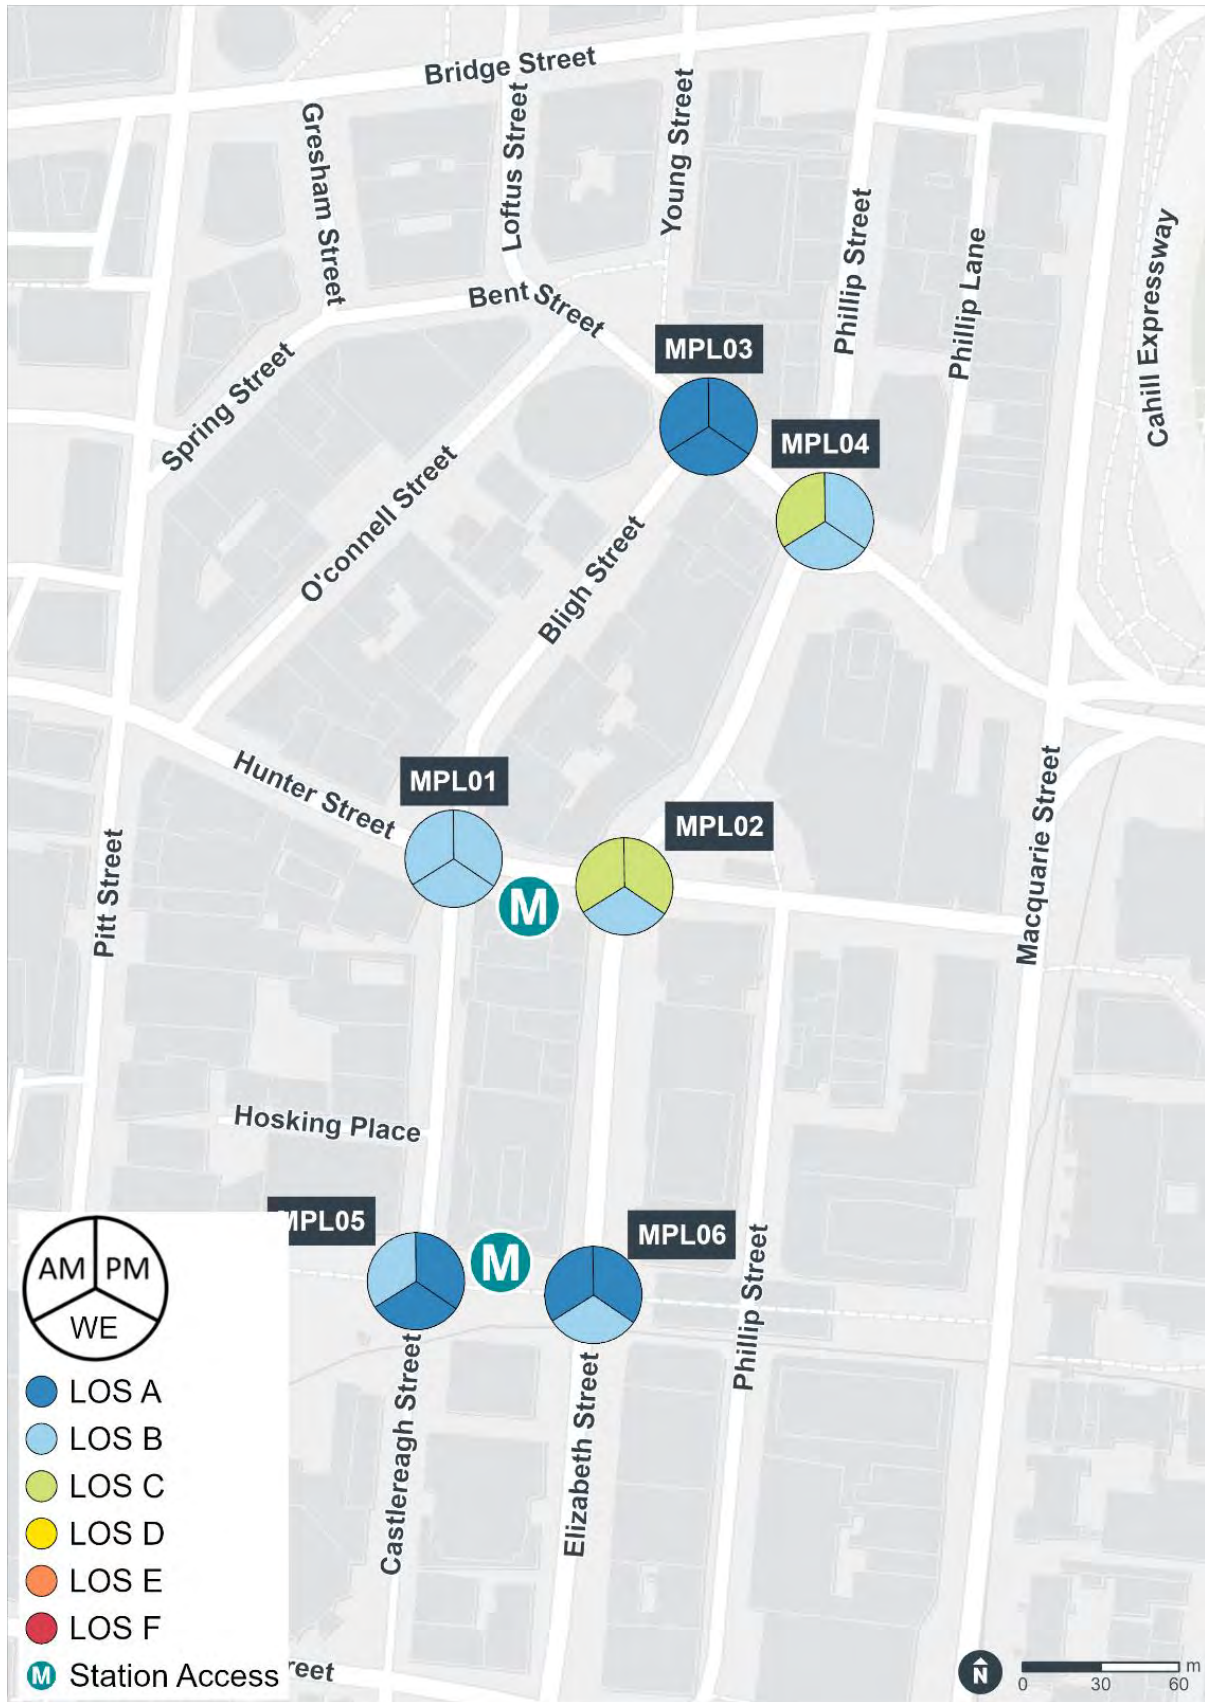 Bridge Street
Gresham Street
Loftus Street
Young Street
Phillip Street
Phillip Lane
Cahill Expressway
Bent Street
MPL03
Spring Street
MPL04
O'connell Street
Bligh Street
Hunter Street
MPL01
MPL02
M
Pitt Street
Macquarie Street
Hosking Place
MPL05
M
MPL06
Phillip Street
Castlereagh Street
Elizabeth Street
AM PM
WE
LOS A
LOS B
LOS C
LOS D
LOS E
LOS F
M Station Access
reet
N
m
0 30 60